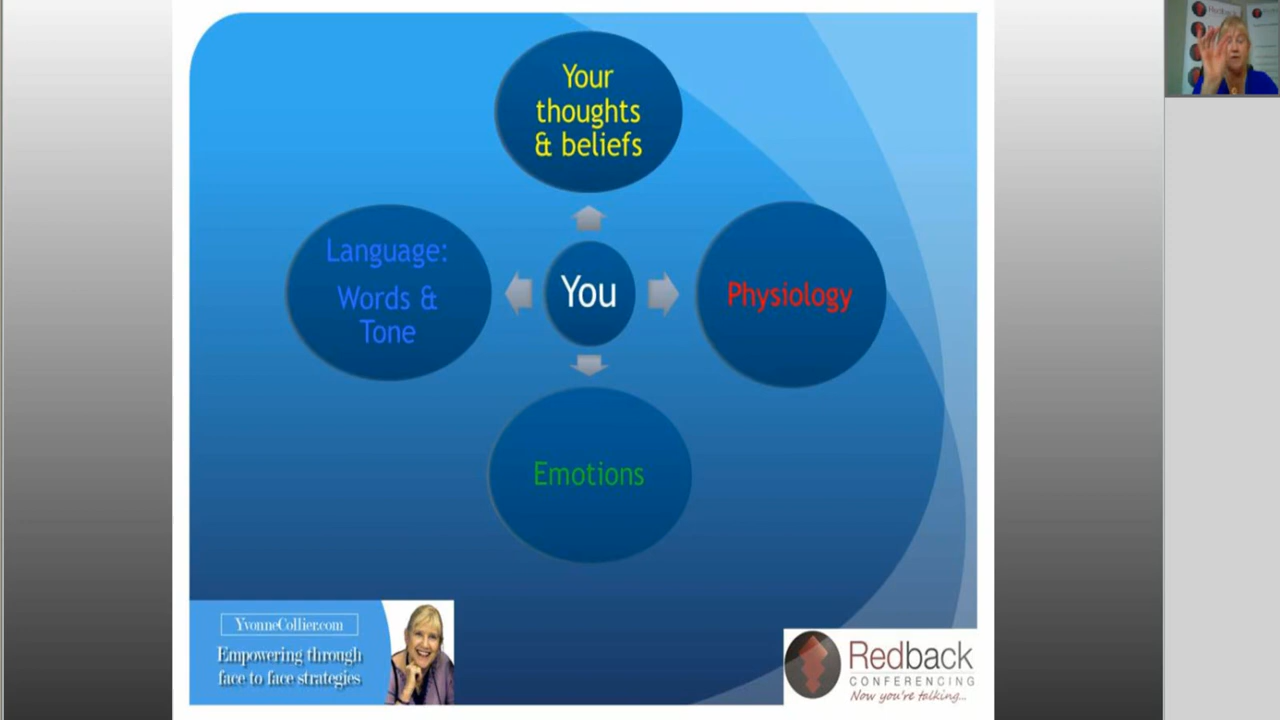 Your
thoughts
& beliefs
Language:
Words &
Tone
You
Physiology
Emotions
YvonneCollier.com
Empowering through
face to face strategies
Redback
CONFERENCING
Now you're talking...